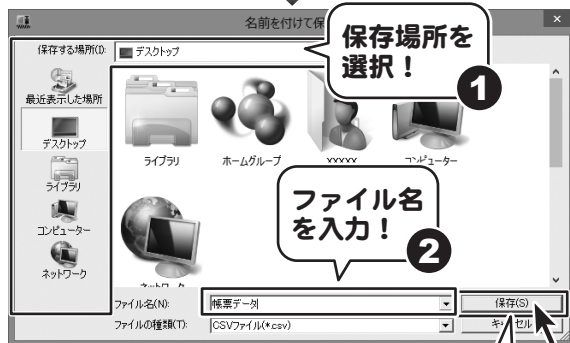 名前を付けて保
保存する場所(I):
デスクトップ
保存場所を
選択！
1
最近表示した場所
デスクトップ
ライブラリ
コンピューター
ネットワーク
ライブラリ
ホームグループ
xxxxx
コンピューター
ファイル名
を入力！
2
ファイル名(N):
帳票データ
保存(S)
ファイルの種類(T):
CSVファイル(*.csv)